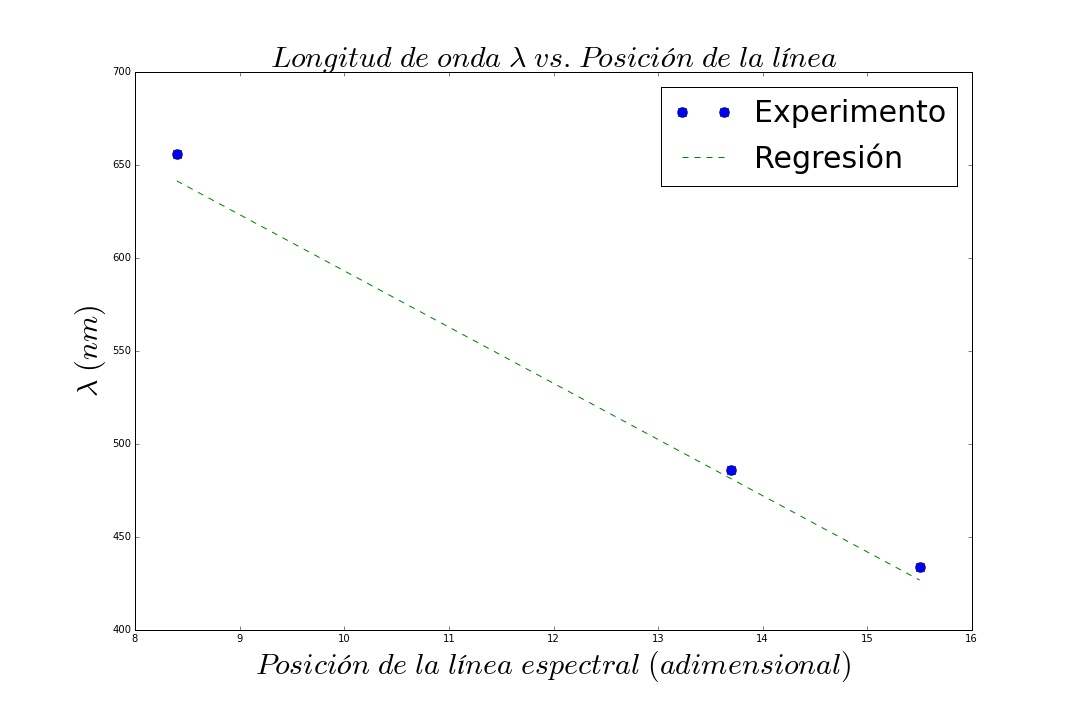 Longitud de onda λ vs. Posición de la línea
700
650
600
550
500
450
400
λ (nm)
Experimento
Regresión
8 9 10 11 12 13 14 15 16
Posición de la línea espectral (adimensional)